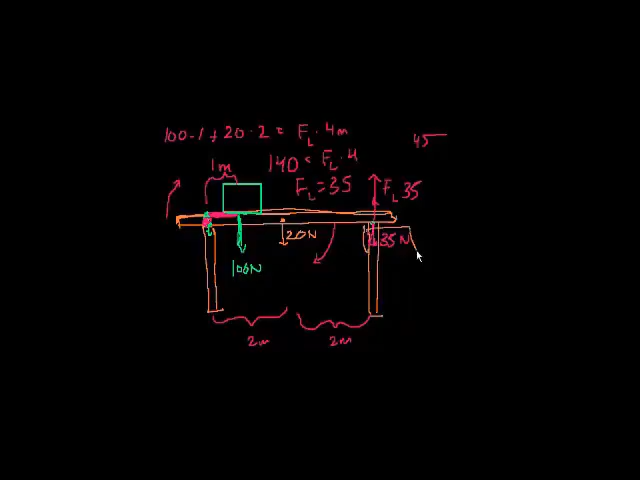 100·1 + 20·2 = F_L·4m
45
1m
140 = F_L·4
F_L = 35
F_L 35
20N
35N
100N
2m
2m